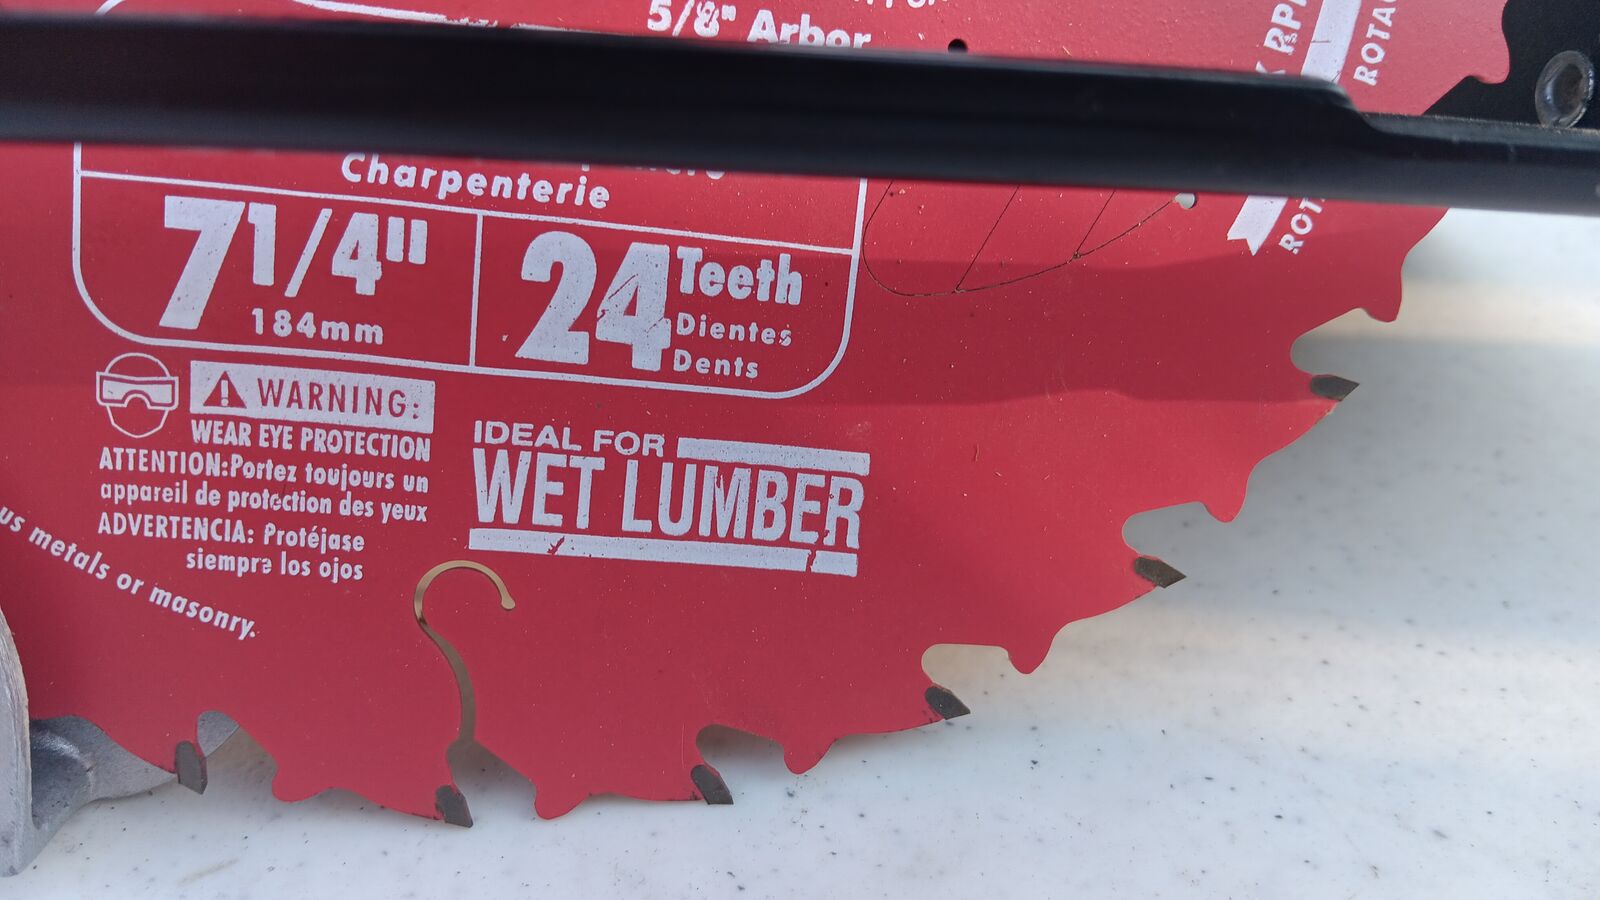 5/8" Arbor
RPM
Charpenterie
7 1/4"
184mm
24 Teeth
Dientes
Dents
WARNING:
WEAR EYE PROTECTION
ATTENTION: Portez toujours un
appareil de protection des yeux
ADVERTENCIA: Protéjase
siempre los ojos
metals or masonry.
IDEAL FOR
WET LUMBER